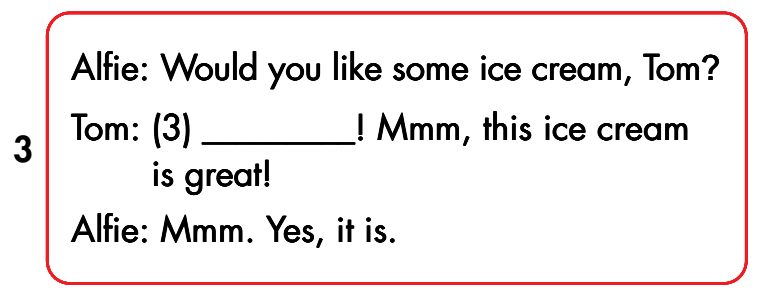 3
Alfie: Would you like some ice cream, Tom?
Tom: (3) _________! Mmm, this ice cream
is great!
Alfie: Mmm. Yes, it is.